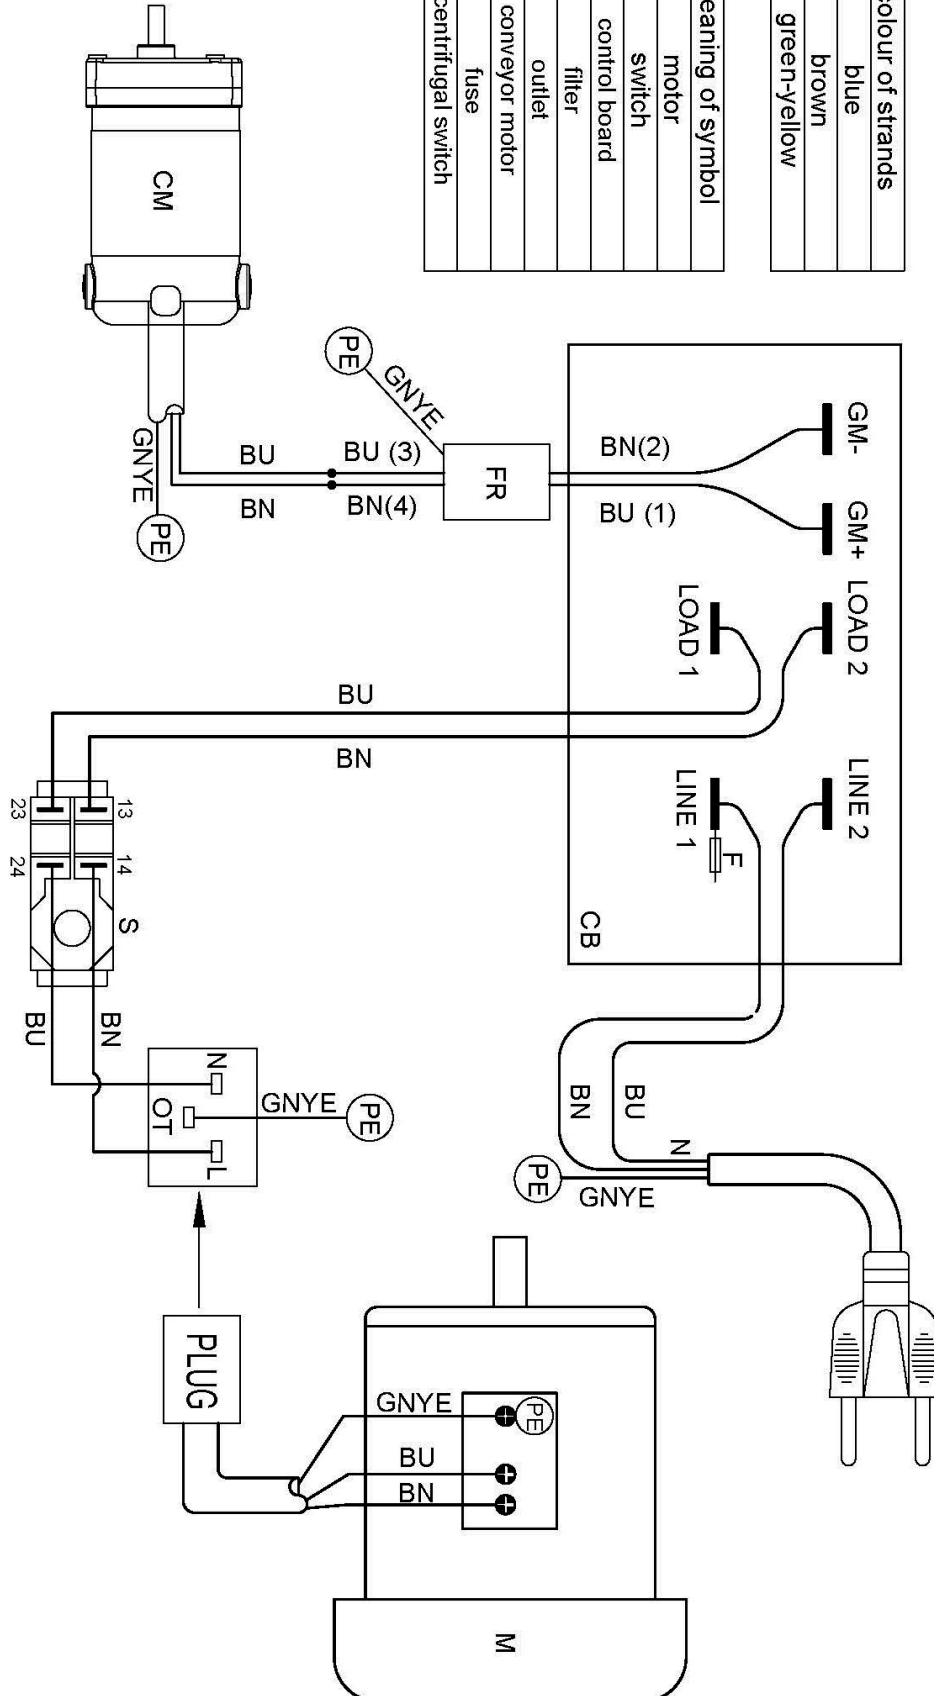 colour of strands
blue
brown
green-yellow
eaning of symbol
motor
switch
control board
filter
outlet
conveyor motor
fuse
centrifugal switch
CM
GNYE
PE
BU
BN
BU (3)
BN(4)
PE
GNYE
FR
BN(2)
BU (1)
GM-
GM+
LOAD 2
LOAD 1
LINE 2
LINE 1
F
CB
BU
BN
23
13
24
14
S
BU
BN
N
OT
L
GNYE
PE
BN
BU
N
PE
GNYE
PLUG
GNYE
BU
BN
PE
M